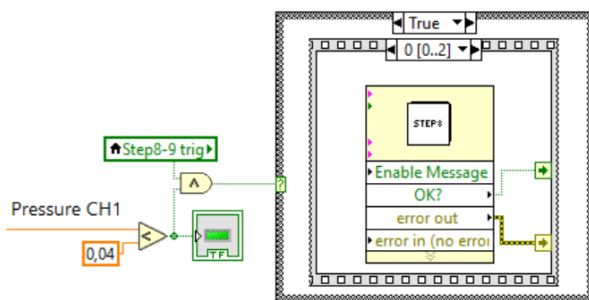 True
0 [0..2]
STEP8
Step8-9 trig
Enable Message
OK?
Pressure CH1
error out
0,04
TF
error in (no erro